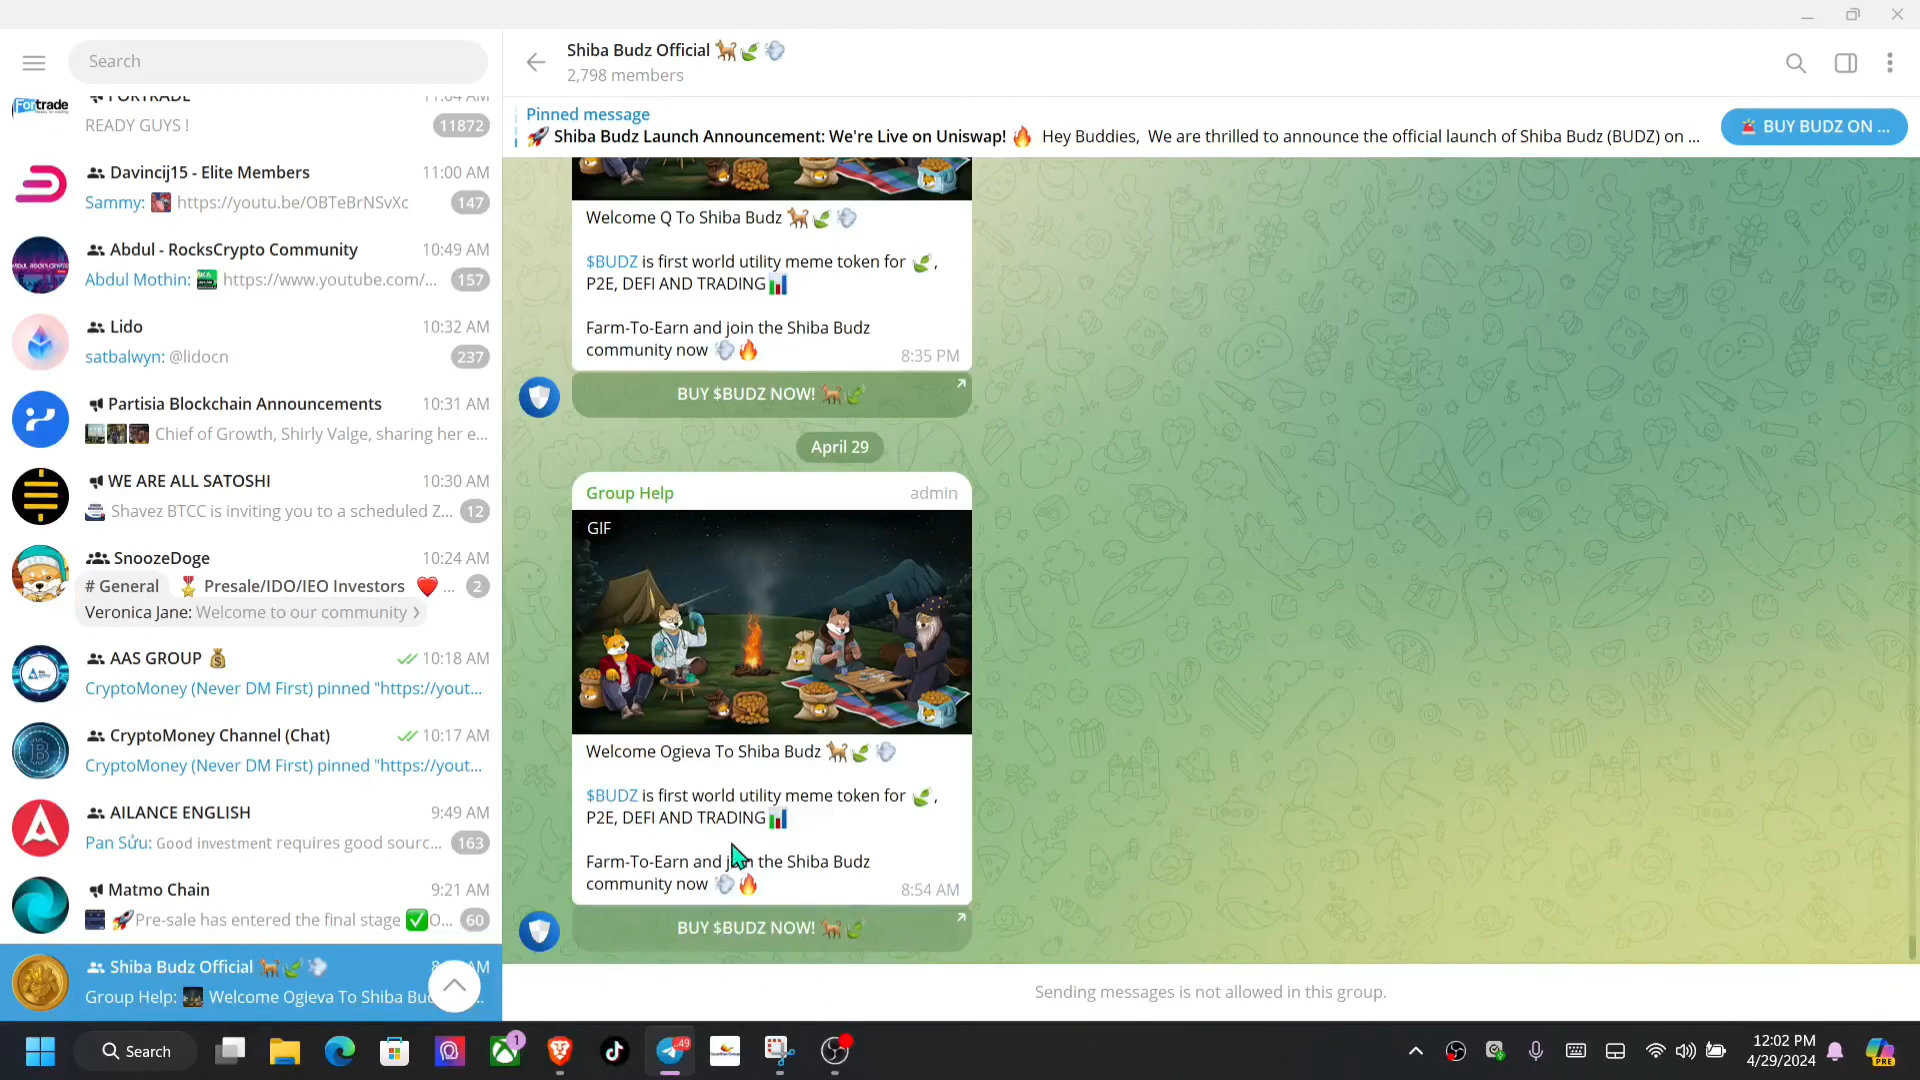 Search
Fortrade
FORTRADE 11:04 AM
READY GUYS ! 11872
Davincij15 - Elite Members 11:00 AM
Sammy: https://youtu.be/OBTeBrNSvXc 147
Abdul - RocksCrypto Community 10:49 AM
Abdul Mothin: https://www.youtube.com/... 157
Lido 10:32 AM
satbalwyn: @lidocn 237
Partisia Blockchain Announcements 10:31 AM
Chief of Growth, Shirly Valge, sharing her e...
WE ARE ALL SATOSHI 10:30 AM
Shavez BTCC is inviting you to a scheduled Z... 12
SnoozeDoge 10:24 AM
# General 🎖 Presale/IDO/IEO Investors ❤️ ... 2
Veronica Jane: Welcome to our community ›
AAS GROUP 💰 10:18 AM
CryptoMoney (Never DM First) pinned "https://yout...
CryptoMoney Channel (Chat) 10:17 AM
CryptoMoney (Never DM First) pinned "https://yout...
AILANCE ENGLISH 9:49 AM
Pan Sửu: Good investment requires good sourc... 163
Matmo Chain 9:21 AM
🚀Pre-sale has entered the final stage ✅O... 60
Shiba Budz Official 🐕🍃💨
Group Help: Welcome Ogieva To Shiba Bu
Shiba Budz Official 🐕🍃💨
2,798 members
Pinned message
🚀 Shiba Budz Launch Announcement: We're Live on Uniswap! 🔥 Hey Buddies, We are thrilled to announce the official launch of Shiba Budz (BUDZ) on ...
🚨 BUY BUDZ ON ...
Welcome Q To Shiba Budz 🐕🍃💨
$BUDZ is first world utility meme token for 🍃,
P2E, DEFI AND TRADING📊
Farm-To-Earn and join the Shiba Budz
community now 💨🔥 8:35 PM
BUY $BUDZ NOW! 🐕🍃
April 29
Group Help admin
GIF
Welcome Ogieva To Shiba Budz 🐕🍃💨
$BUDZ is first world utility meme token for 🍃,
P2E, DEFI AND TRADING📊
Farm-To-Earn and join the Shiba Budz
community now 💨🔥 8:54 AM
BUY $BUDZ NOW! 🐕🍃
Sending messages is not allowed in this group.
Search
1
49
12:02 PM
4/29/2024
PRE